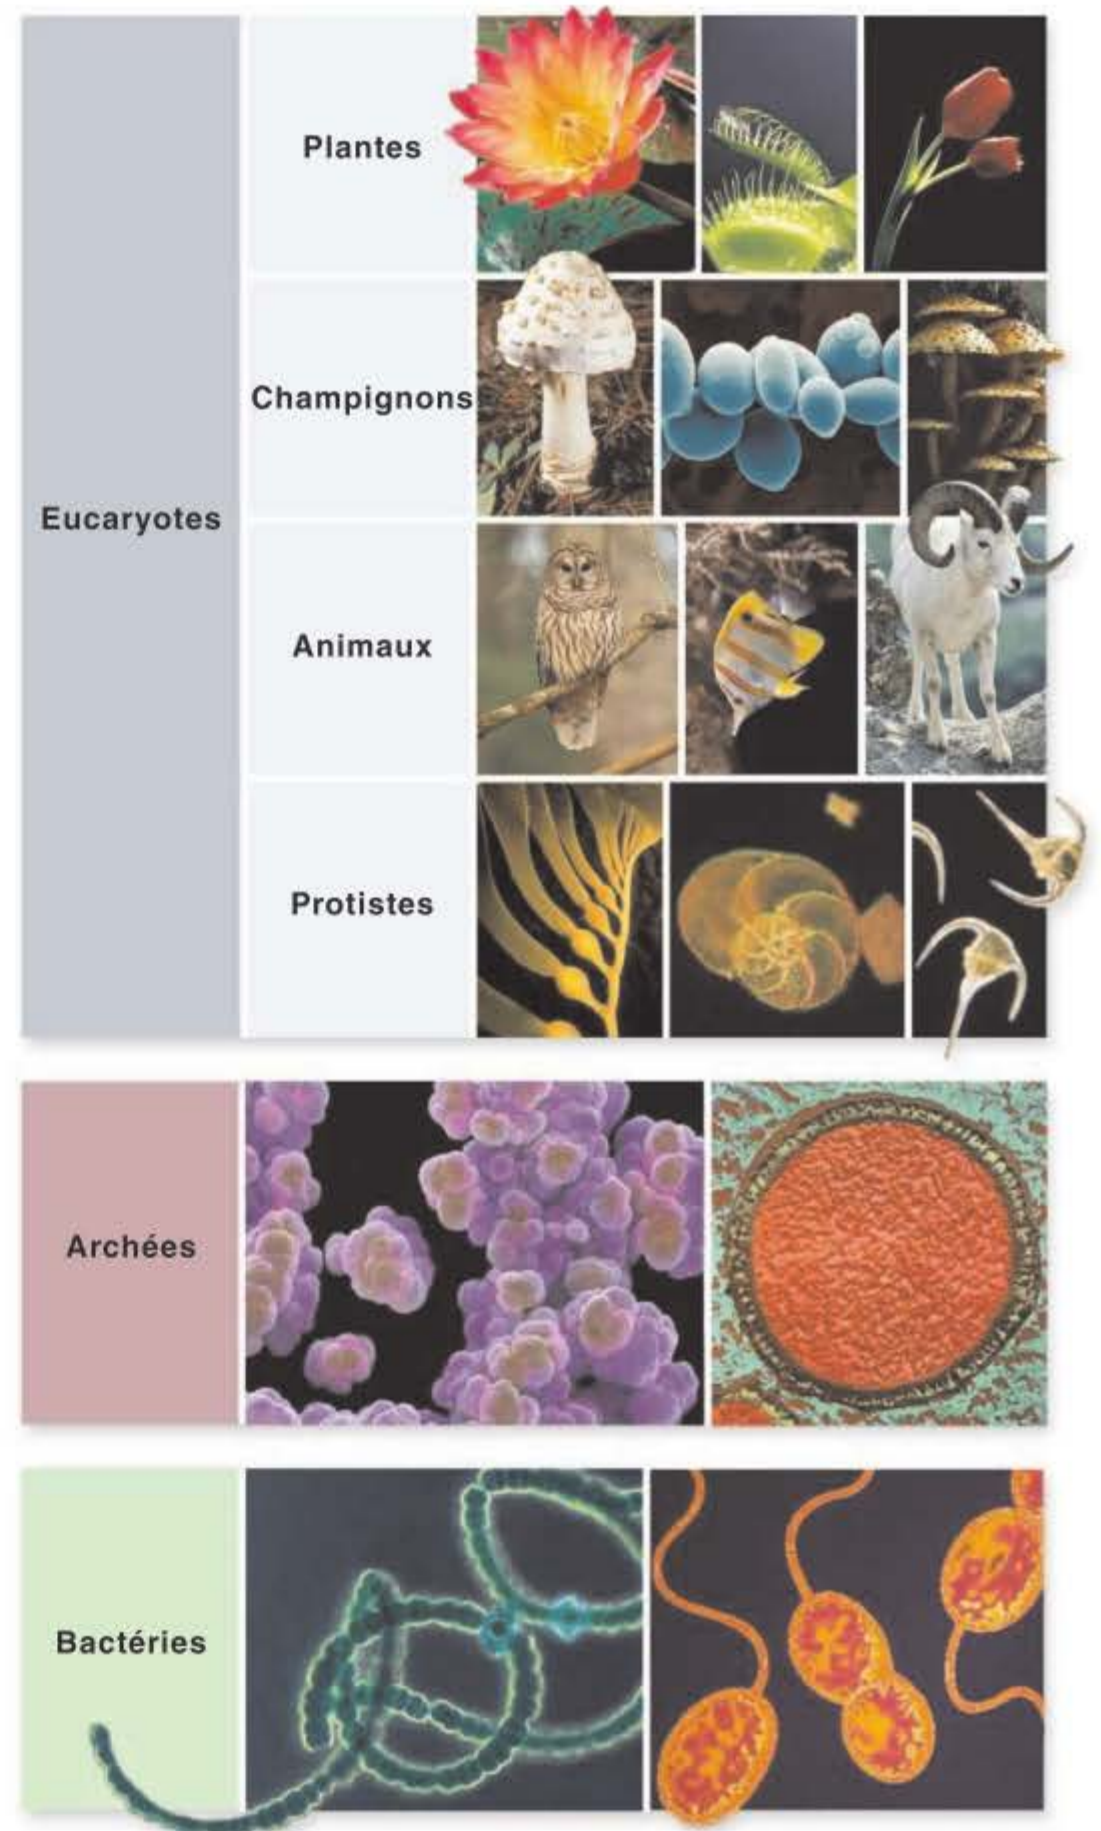 Plantes
Champignons
Eucaryotes
Animaux
Protistes
Archées
Bactéries